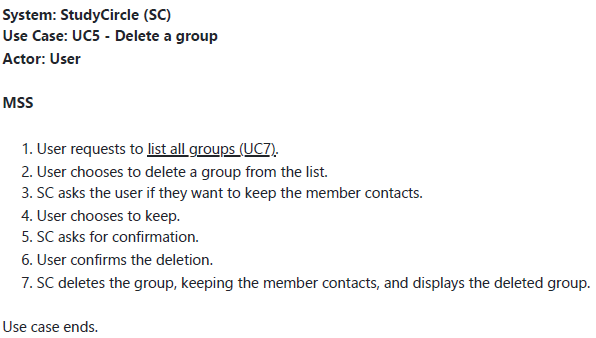 System: StudyCircle (SC)
Use Case: UC5 - Delete a group
Actor: User
MSS
1. User requests to list all groups (UC7).
2. User chooses to delete a group from the list.
3. SC asks the user if they want to keep the member contacts.
4. User chooses to keep.
5. SC asks for confirmation.
6. User confirms the deletion.
7. SC deletes the group, keeping the member contacts, and displays the deleted group.
Use case ends.